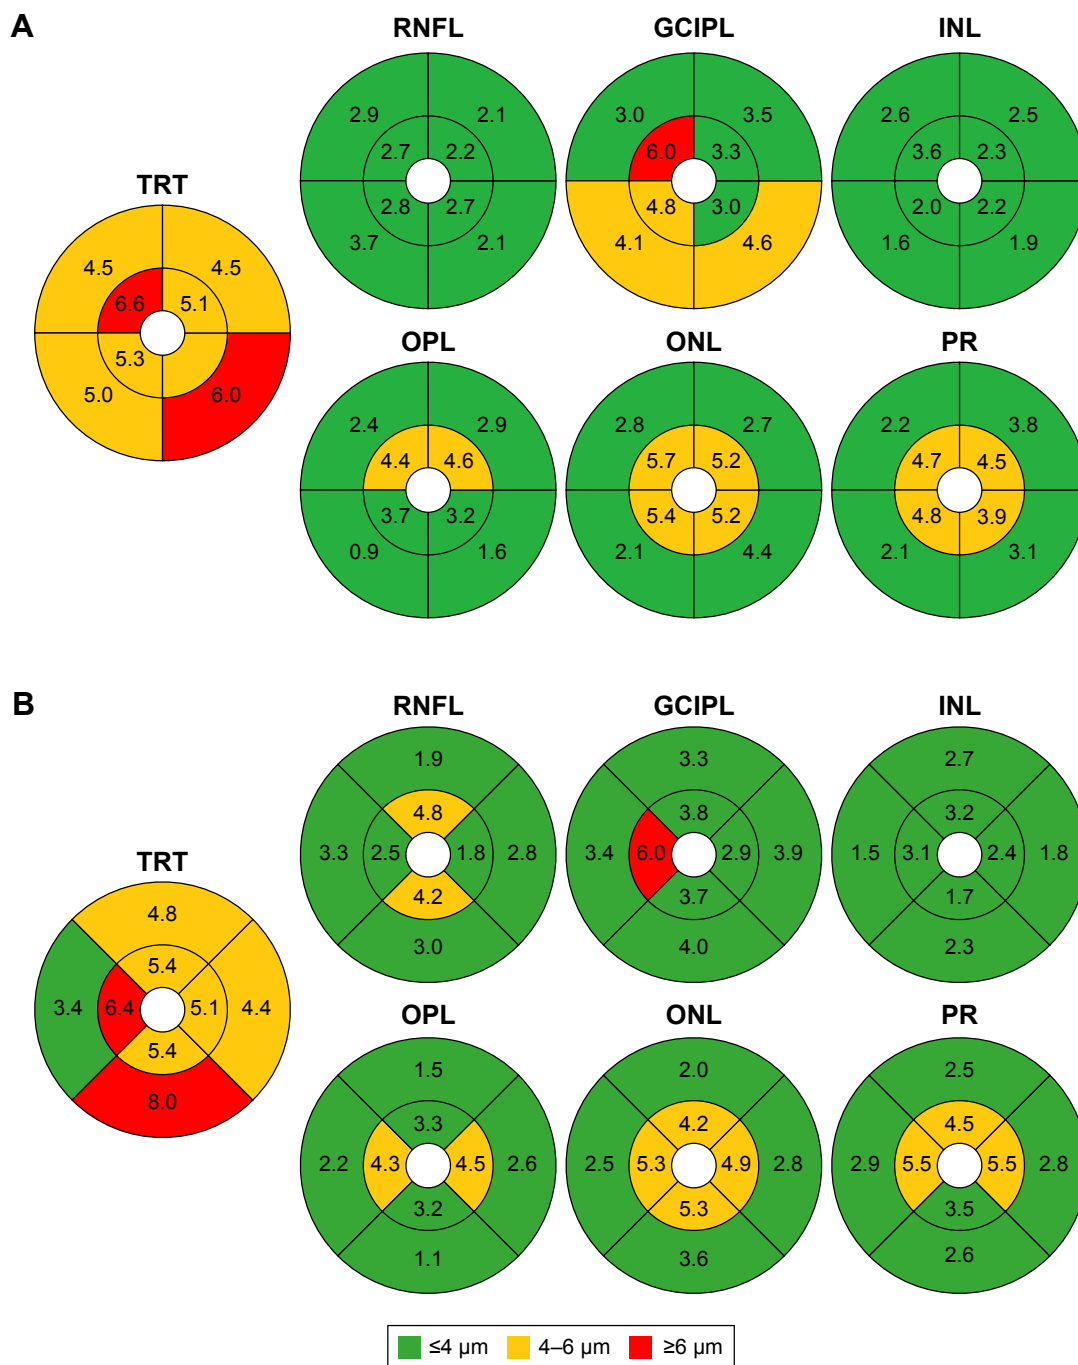 A
RNFL GCIPL INL
2.9 2.1 3.0 3.5 2.6 2.5
2.7 2.2 6.0 3.3 3.6 2.3
2.8 2.7 4.8 3.0 2.0 2.2
3.7 2.1 4.1 4.6 1.6 1.9
TRT
4.5 4.5
6.6 5.1
5.3
5.0 6.0
OPL ONL PR
2.4 2.9 2.8 2.7 2.2 3.8
4.4 4.6 5.7 5.2 4.7 4.5
3.7 3.2 5.4 5.2 4.8 3.9
0.9 1.6 2.1 4.4 2.1 3.1
B
RNFL GCIPL INL
1.9 3.3 2.7
4.8 3.8 3.2
3.3 2.5 1.8 2.8 3.4 6.0 2.9 3.9 1.5 3.1 2.4 1.8
4.2 3.7 1.7
3.0 4.0 2.3
TRT
4.8
5.4
3.4 6.4 5.1 4.4
5.4
8.0
OPL ONL PR
1.5 2.0 2.5
3.3 4.2 4.5
2.2 4.3 4.5 2.6 2.5 5.3 4.9 2.8 2.9 5.5 5.5 2.8
3.2 5.3 3.5
1.1 3.6 2.6
≤4 µm 4–6 µm ≥6 µm